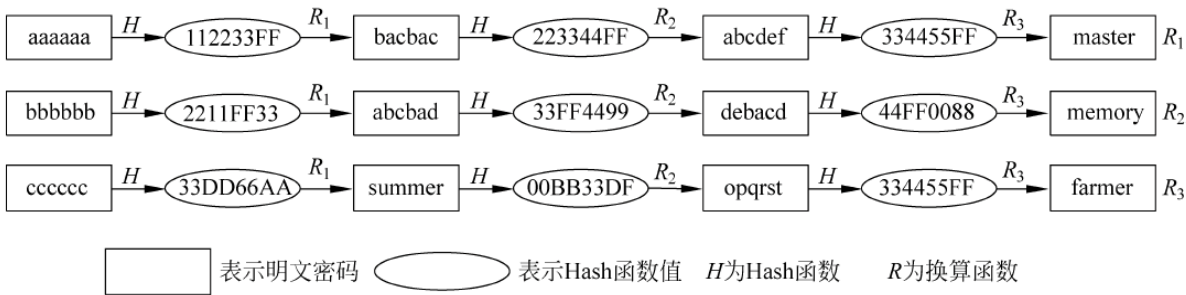 aaaaaa H 112233FF R1 bacbac H 223344FF R2 abcdef H 334455FF R3 master R1
bbbbbb H 2211FF33 R1 abcbad H 33FF4499 R2 debacd H 44FF0088 R3 memory R2
cccccc H 33DD66AA R1 summer H 00BB33DF R2 opqrst H 334455FF R3 farmer R3
表示明文密码 表示Hash函数值 H为Hash函数 R为换算函数